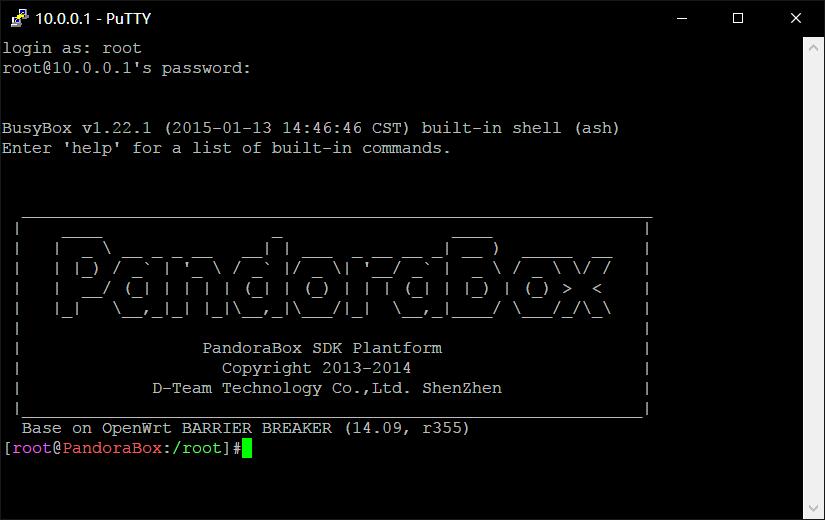 10.0.0.1 - PuTTY
login as: root
root@10.0.0.1's password:
BusyBox v1.22.1 (2015-01-13 14:46:46 CST) built-in shell (ash)
Enter 'help' for a list of built-in commands.
PandoraBox
PandoraBox SDK Plantform
Copyright 2013-2014
D-Team Technology Co.,Ltd. ShenZhen
Base on OpenWrt BARRIER BREAKER (14.09, r355)
[root@PandoraBox:/root]#